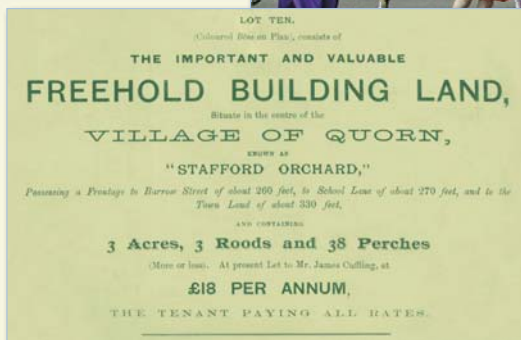 LOT TEN.
(Coloured Blue on Plan), consists of
THE IMPORTANT AND VALUABLE
FREEHOLD BUILDING LAND,
Situate in the centre of the
VILLAGE OF QUORN,
KNOWN AS
"STAFFORD ORCHARD,"
Possessing a Frontage to Barrow Street of about 260 feet, to School Lane of about 270 feet, and to the
Town Land of about 330 feet,
AND CONTAINING
3 Acres, 3 Roods and 38 Perches
(More or less). At present Let to Mr. James Cuffling, at
£18 PER ANNUM,
THE TENANT PAYING ALL RATES.